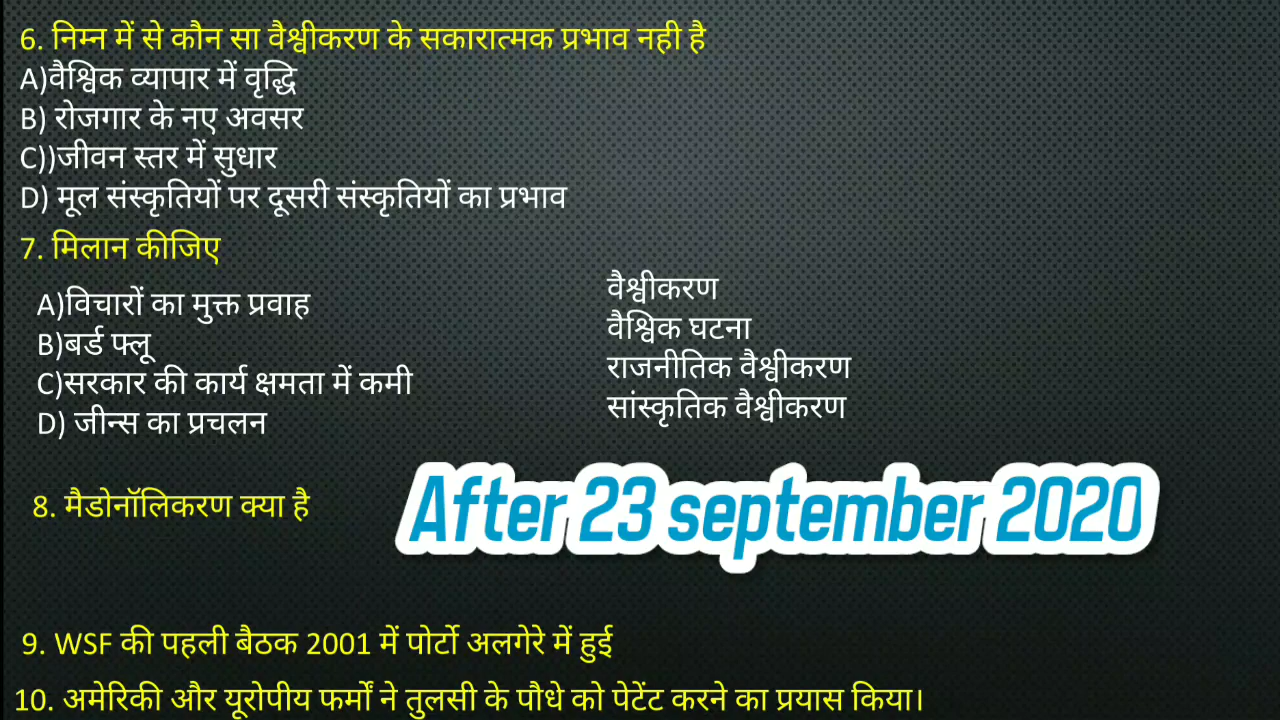 6. निम्न में से कौन सा वैश्वीकरण के सकारात्मक प्रभाव नही है
A)वैश्विक व्यापार में वृद्धि
B) रोजगार के नए अवसर
C))जीवन स्तर में सुधार
D) मूल संस्कृतियों पर दूसरी संस्कृतियों का प्रभाव
7. मिलान कीजिए
A)विचारों का मुक्त प्रवाह
B)बर्ड फ्लू
C)सरकार की कार्य क्षमता में कमी
D) जीन्स का प्रचलन
वैश्वीकरण
वैश्विक घटना
राजनीतिक वैश्वीकरण
सांस्कृतिक वैश्वीकरण
8. मैडोनॉलिकरण क्या है
After 23 september 2020
9. WSF की पहली बैठक 2001 में पोर्टो अलगेरे में हुई
10. अमेरिकी और यूरोपीय फर्मों ने तुलसी के पौधे को पेटेंट करने का प्रयास किया।